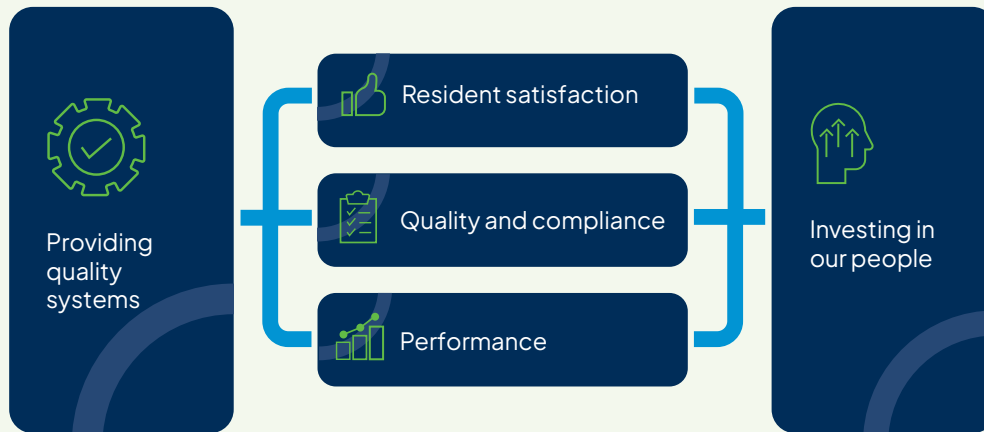 Providing
quality
systems
Resident satisfaction
Quality and compliance
Performance
Investing in
our people